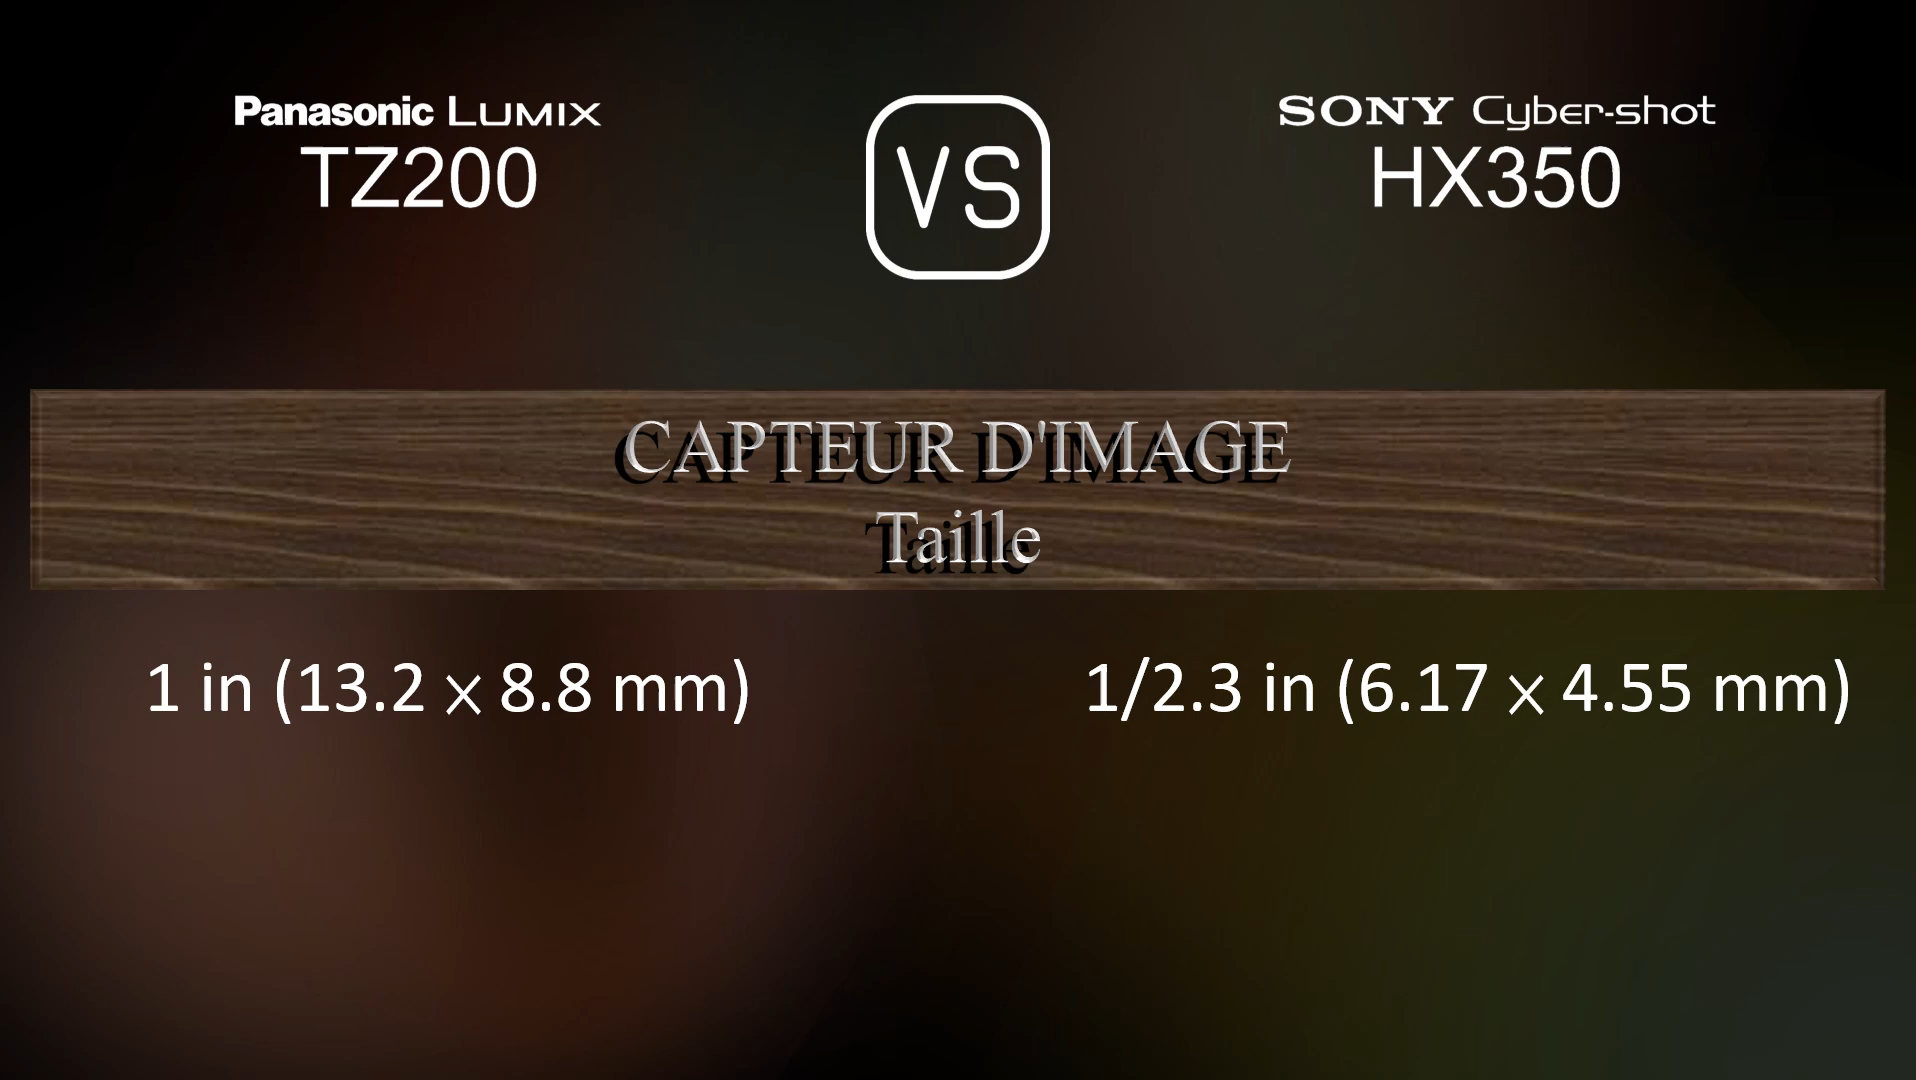 Panasonic LUMIX
TZ200
VS
SONY Cyber-shot
HX350
CAPTEUR D'IMAGE
Taille
1 in (13.2 x 8.8 mm)
1/2.3 in (6.17 x 4.55 mm)